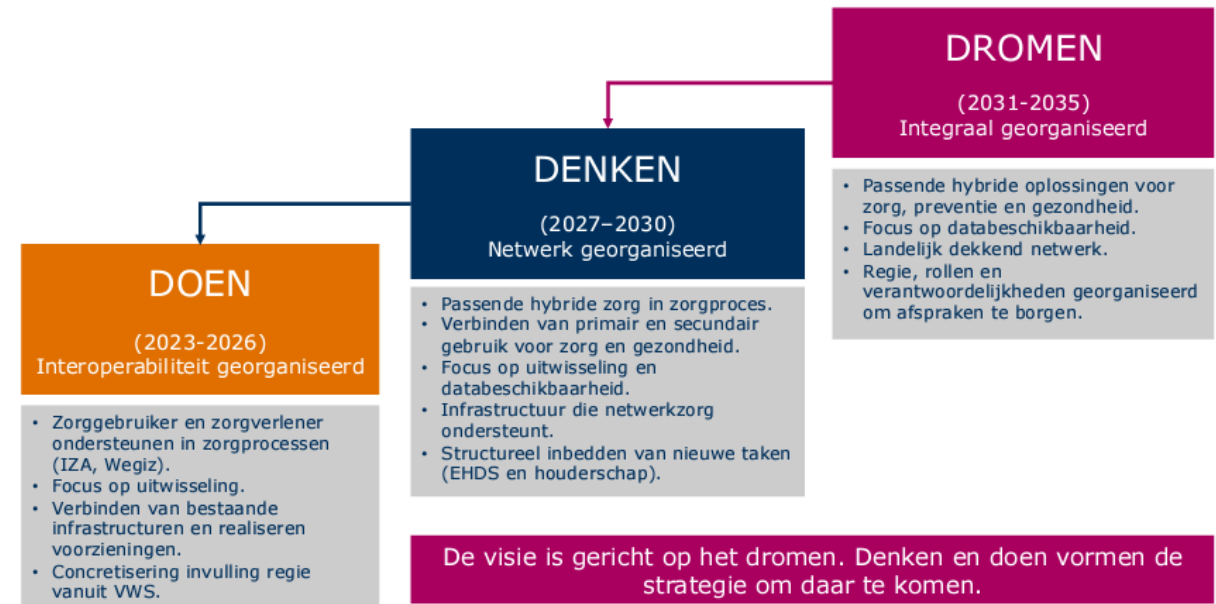 DROMEN
(2031-2035)
Integraal georganiseerd
• Passende hybride oplossingen voor
zorg, preventie en gezondheid.
• Focus op databeschikbaarheid.
• Landelijk dekkend netwerk.
• Regie, rollen en
verantwoordelijkheden georganiseerd
om afspraken te borgen.
DENKEN
(2027–2030)
Netwerk georganiseerd
• Passende hybride zorg in zorgproces.
• Verbinden van primair en secundair
gebruik voor zorg en gezondheid.
• Focus op uitwisseling en
databeschikbaarheid.
• Infrastructuur die netwerkzorg
ondersteunt.
• Structureel inbedden van nieuwe taken
(EHDS en houderschap).
DOEN
(2023-2026)
Interoperabiliteit georganiseerd
• Zorggebruiker en zorgverlener
ondersteunen in zorgprocessen
(IZA, Wegiz).
• Focus op uitwisseling.
• Verbinden van bestaande
infrastructuren en realiseren
voorzieningen.
• Concretisering invulling regie
vanuit VWS.
De visie is gericht op het dromen. Denken en doen vormen de
strategie om daar te komen.